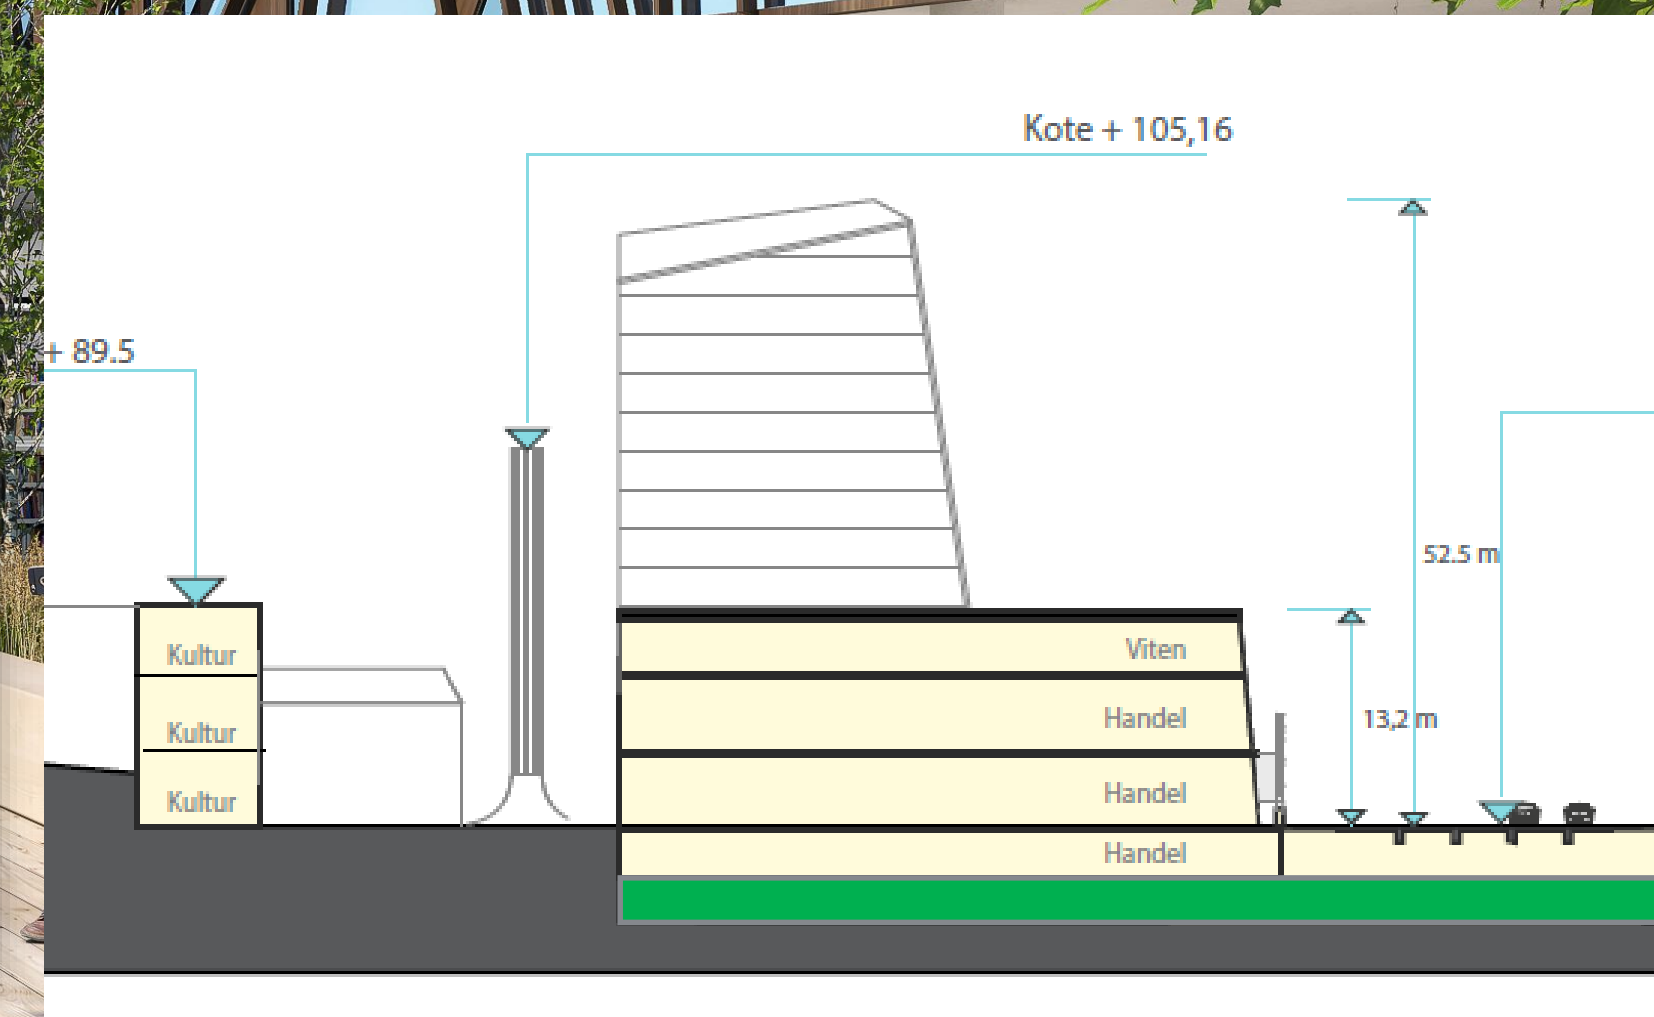 Kote + 105,16
+ 89.5
52.5 m
13,2 m
Kultur
Kultur
Kultur
Viten
Handel
Handel
Handel